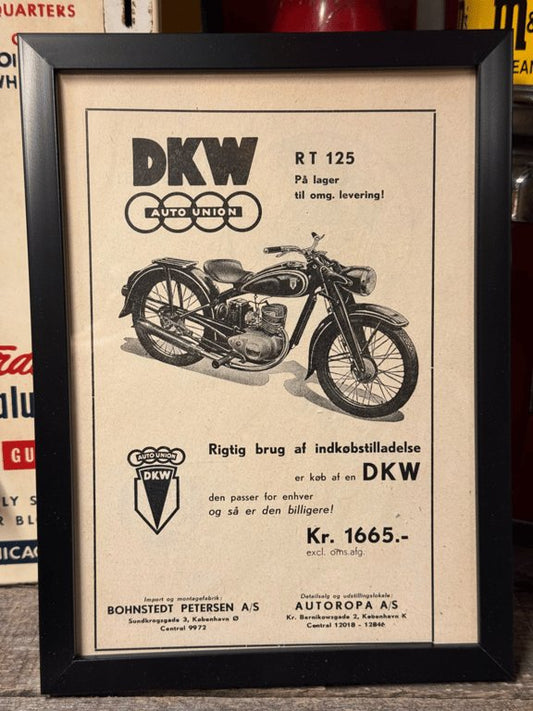 QUARTERS
DKW
AUTO UNION
RT 125
På lager
til omg. levering!
AUTO UNION
DKW
Rigtig brug af indkøbstilladelse
er køb af en DKW
den passer for enhver
og så er den billigere!
Kr. 1665.-
excl. oms.afg.
GU
Import og montagefabrik:
BOHNSTEDT PETERSEN A/S
Sundkrogsgade 3, København Ø
Central 9972
Detailsalg og udstillingslokale:
AUTOROPA A/S
Kr. Bernikowsgade 2, København K
Central 12018 - 12846